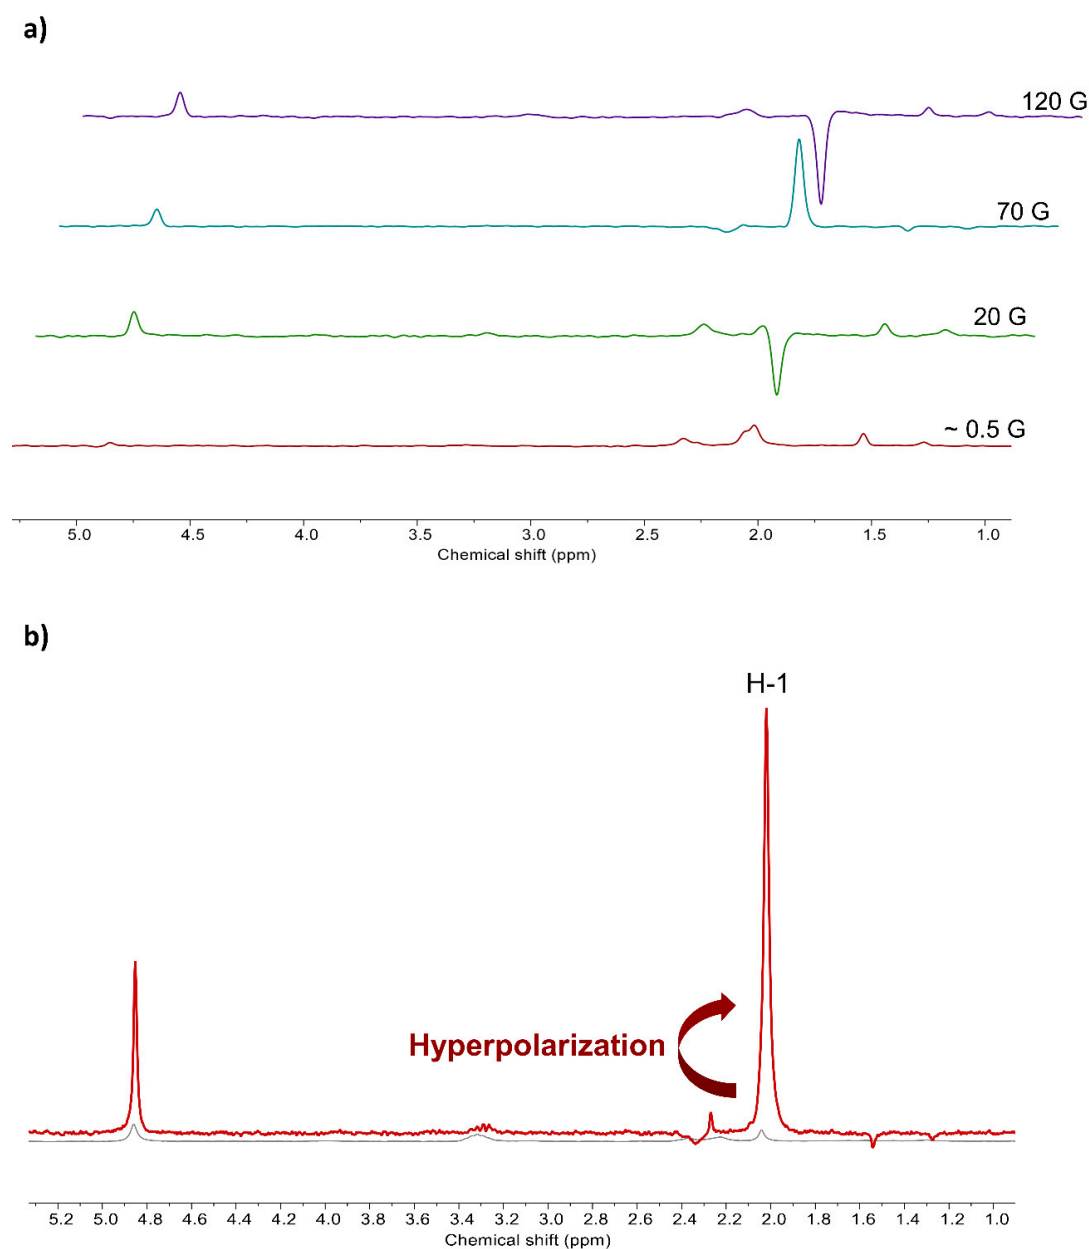 a)
120 G
70 G
20 G
~ 0.5 G
5.0 4.5 4.0 3.5 3.0 2.5 2.0 1.5 1.0
Chemical shift (ppm)
b)
H-1
Hyperpolarization
5.2 5.0 4.8 4.6 4.4 4.2 4.0 3.8 3.6 3.4 3.2 3.0 2.8 2.6 2.4 2.2 2.0 1.8 1.6 1.4 1.2 1.0
Chemical shift (ppm)